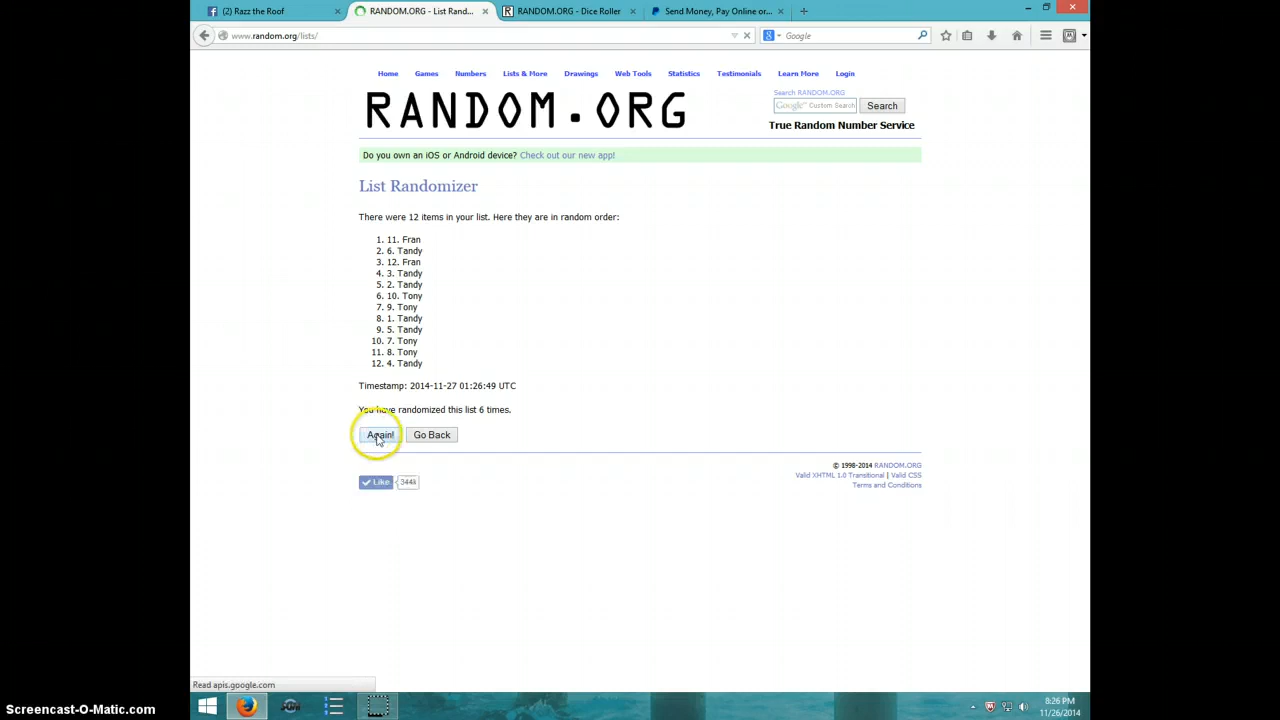 (2) Razz the Roof
RANDOM.ORG - List Rand...
RANDOM.ORG - Dice Roller
Send Money, Pay Online or...
www.random.org/lists/
Google
Home Games Numbers Lists & More Drawings Web Tools Statistics Testimonials Learn More Login
RANDOM.ORG
Search RANDOM.ORG
Google™ Custom Search
Search
True Random Number Service
Do you own an iOS or Android device? Check out our new app!
List Randomizer
There were 12 items in your list. Here they are in random order:
1. 11. Fran
2. 6. Tandy
3. 12. Fran
4. 3. Tandy
5. 2. Tandy
6. 10. Tony
7. 9. Tony
8. 1. Tandy
9. 5. Tandy
10. 7. Tony
11. 8. Tony
12. 4. Tandy
Timestamp: 2014-11-27 01:26:49 UTC
You have randomized this list 6 times.
Again! Go Back
© 1998-2014 RANDOM.ORG
Valid XHTML 1.0 Transitional | Valid CSS
Terms and Conditions
Like 344k
Read apis.google.com
8:26 PM
11/26/2014
Screencast-O-Matic.com